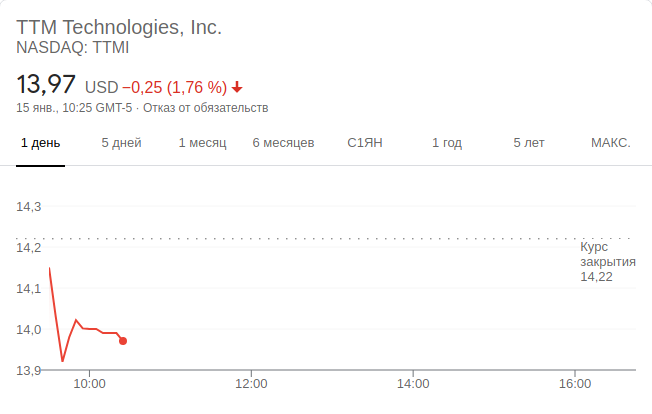 TTM Technologies, Inc.
NASDAQ: TTMI
13,97 USD −0,25 (1,76 %)
15 янв., 10:25 GMT-5 · Отказ от обязательств
1 день 5 дней 1 месяц 6 месяцев С1ЯН 1 год 5 лет МАКС.
14,3
14,2
Курс
закрытия
14,22
14,1
14,0
13,9
10:00 12:00 14:00 16:00